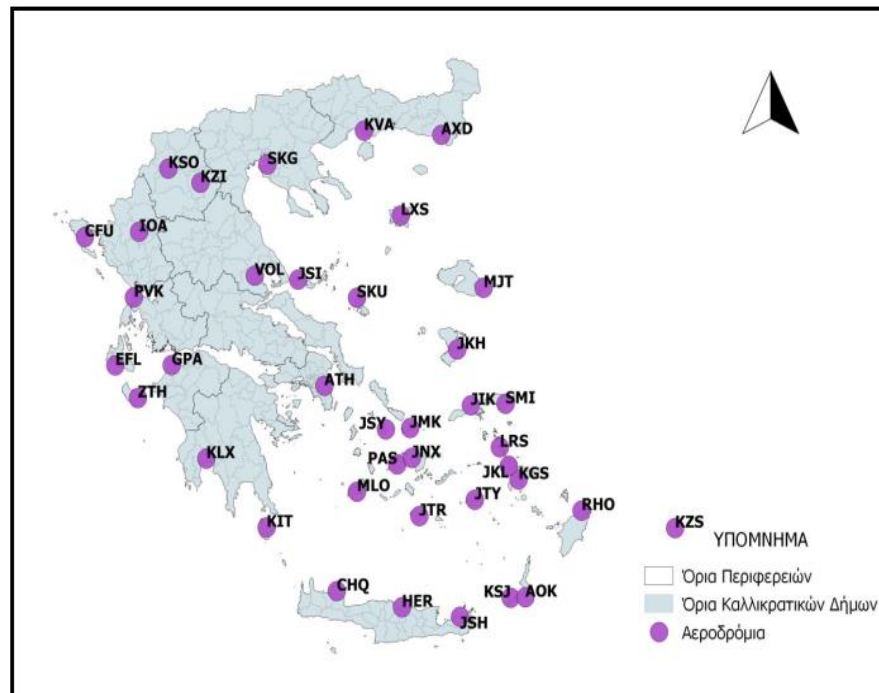 KVA
AXD
KSO
KZI
SKG
LXS
CFU
IOA
VOL
JSI
SKU
MJT
PVK
JKH
EFL
GPA
ATH
ZTH
JIK
SMI
JSY
JMK
LRS
KLX
PAS
JNX
JKL
KGS
MLO
JTY
JTR
RHO
KIT
KZS
ΥΠΟΜΝΗΜΑ
Όρια Περιφερειών
CHQ
HER
KSJ
AOK
Όρια Καλλικρατικών Δήμων
JSH
Αεροδρόμια